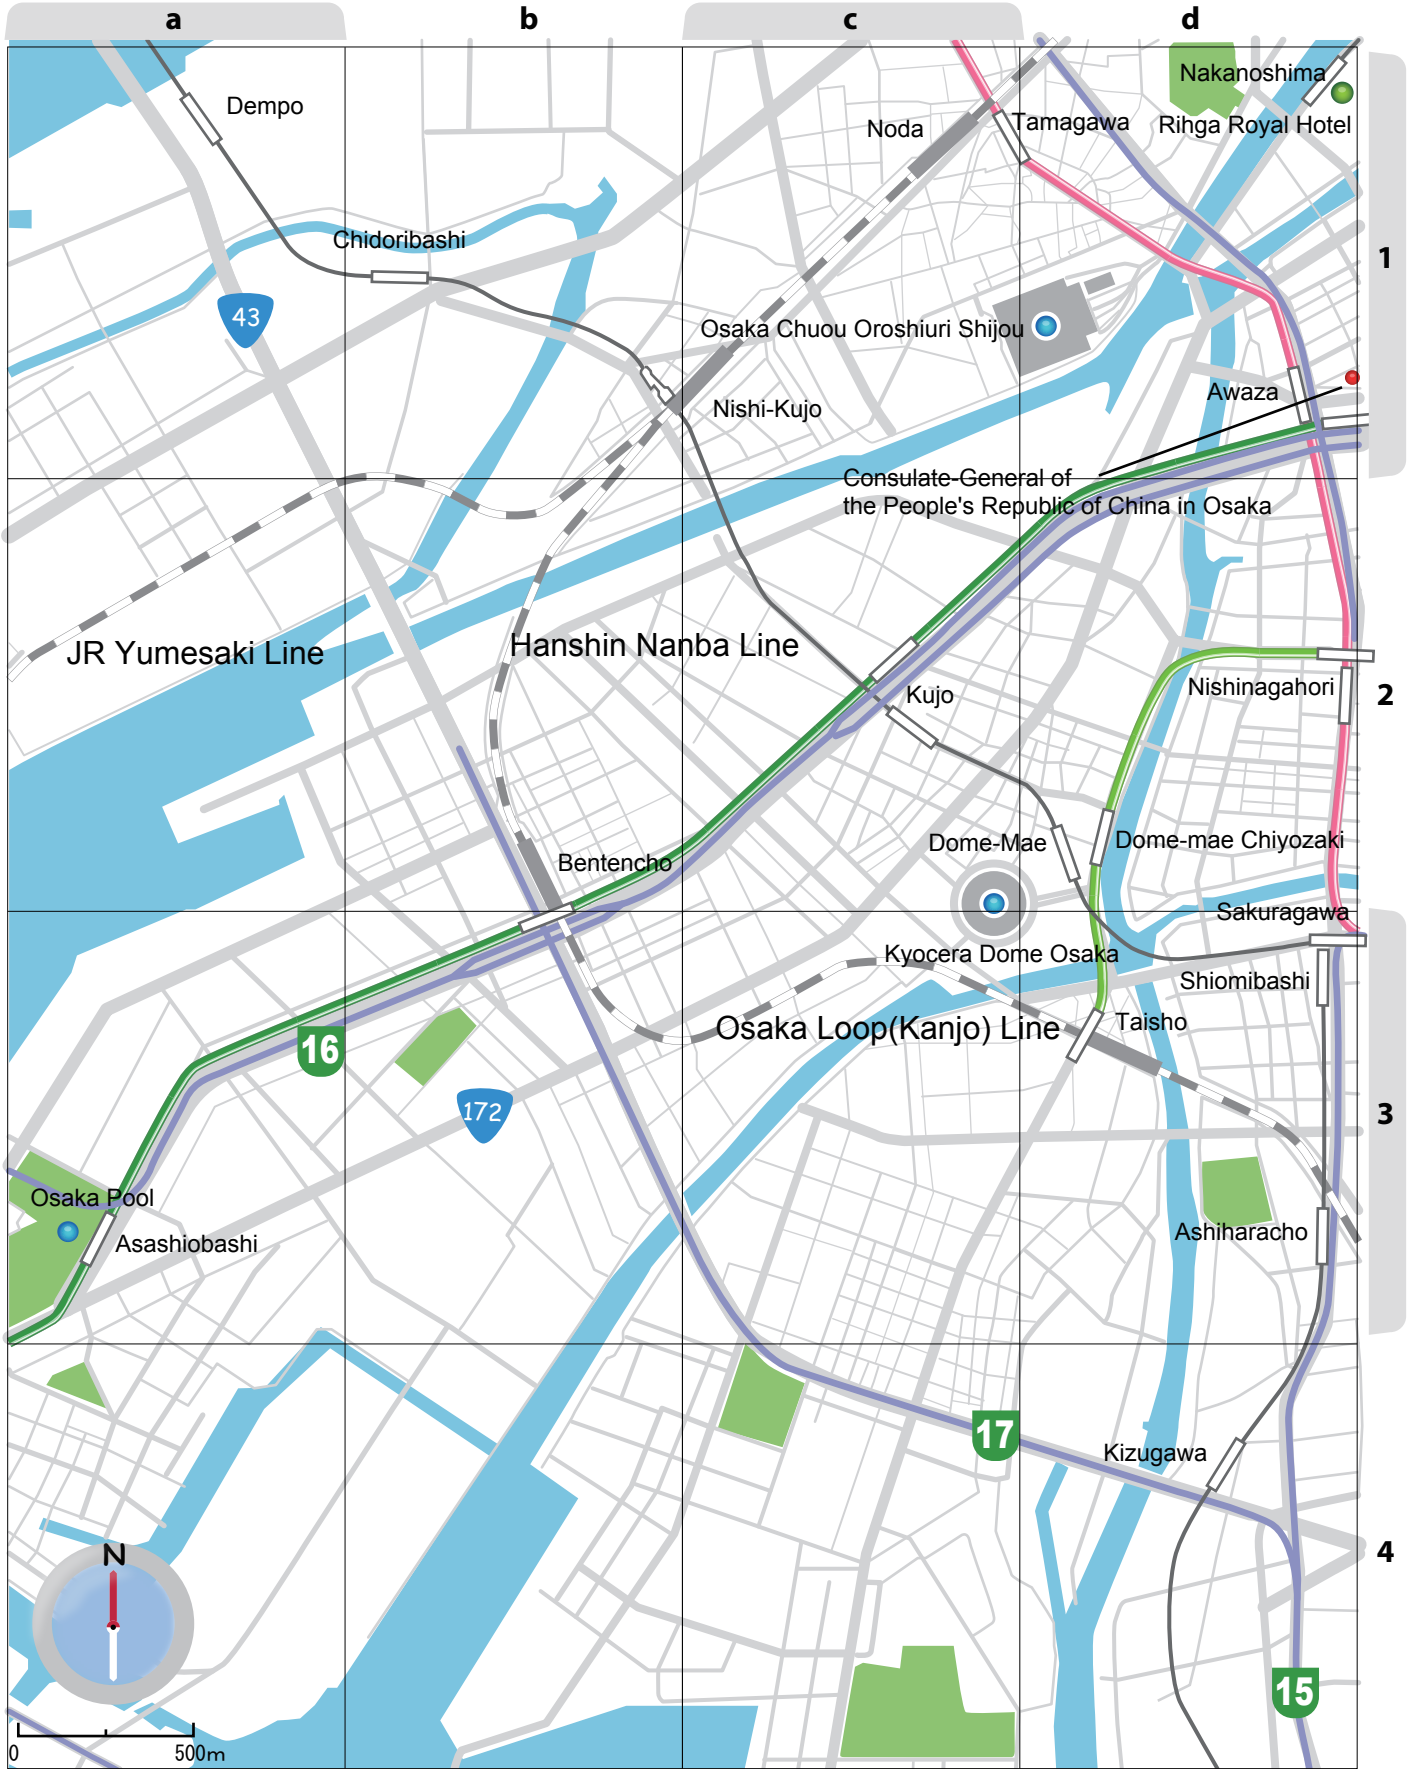 a
b
c
d
Nakanoshima
Dempo
Noda
Tamagawa
Rihga Royal Hotel
Chidoribashi
1
43
Osaka Chuou Oroshiuri Shijou
Awaza
Nishi-Kujo
Consulate-General of
the People's Republic of China in Osaka
JR Yumesaki Line
Hanshin Nanba Line
Kujo
Nishinagahori
2
Dome-Mae
Dome-mae Chiyozaki
Bentencho
Sakuragawa
Kyocera Dome Osaka
Shiomibashi
Osaka Loop(Kanjo) Line
Taisho
16
172
3
Osaka Pool
Asashiobashi
Ashiharacho
17
Kizugawa
N
4
15
0
500m